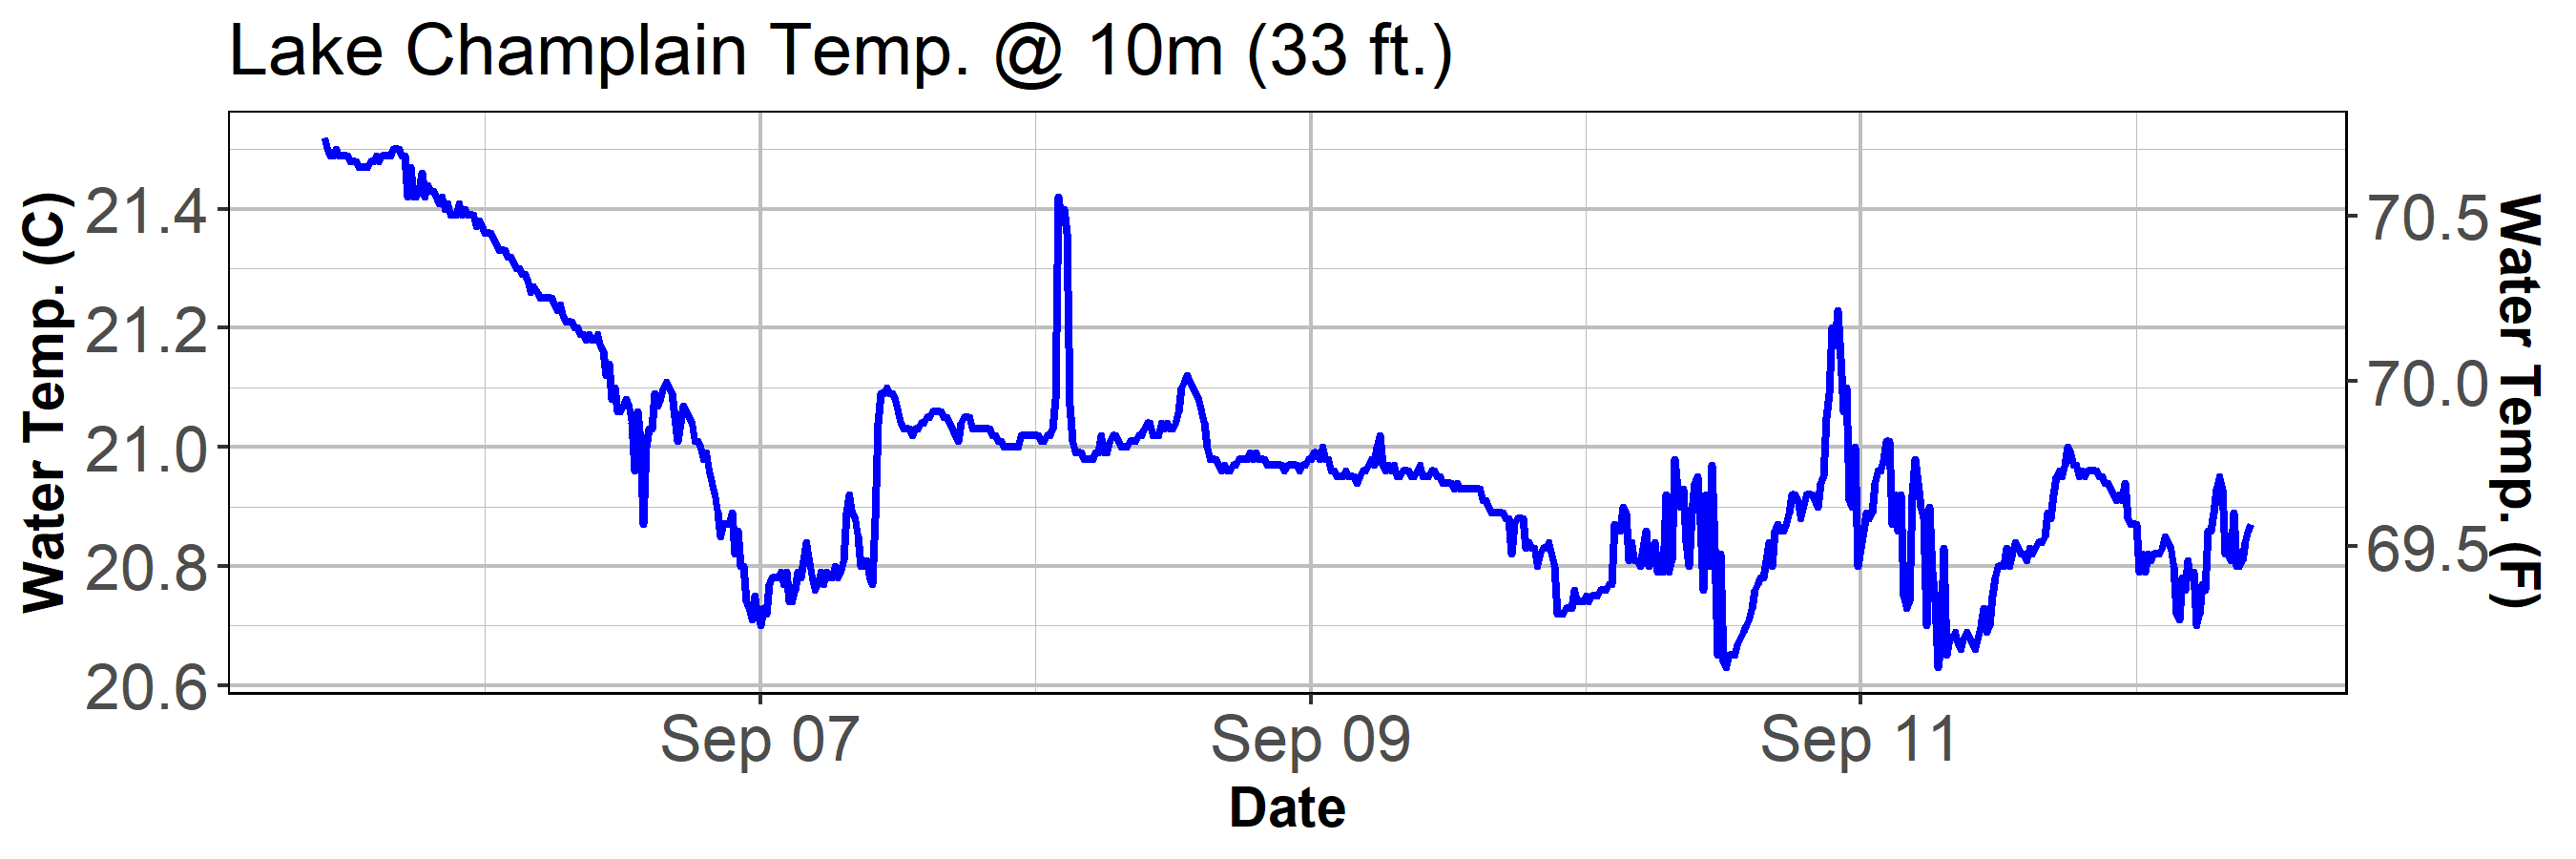 Lake Champlain Temp. @ 10m (33 ft.)
Water Temp. (C)
21.4
21.2
21.0
20.8
20.6
70.5
70.0
69.5
Water Temp. (F)
Sep 07
Sep 09
Sep 11
Date